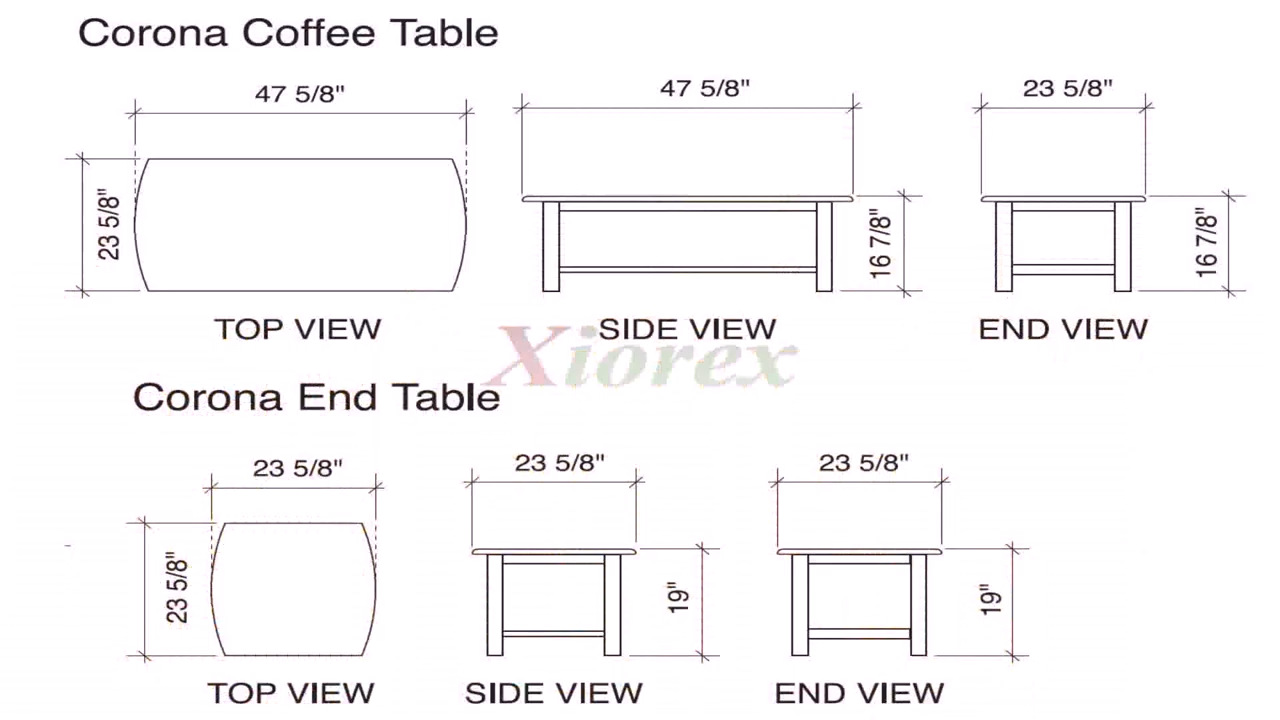 Corona Coffee Table
47 5/8"
47 5/8"
23 5/8"
23 5/8"
16 7/8"
16 7/8"
TOP VIEW
SIDE VIEW
END VIEW
Xiorex
Corona End Table
23 5/8"
23 5/8"
23 5/8"
23 5/8"
19"
19"
TOP VIEW
SIDE VIEW
END VIEW